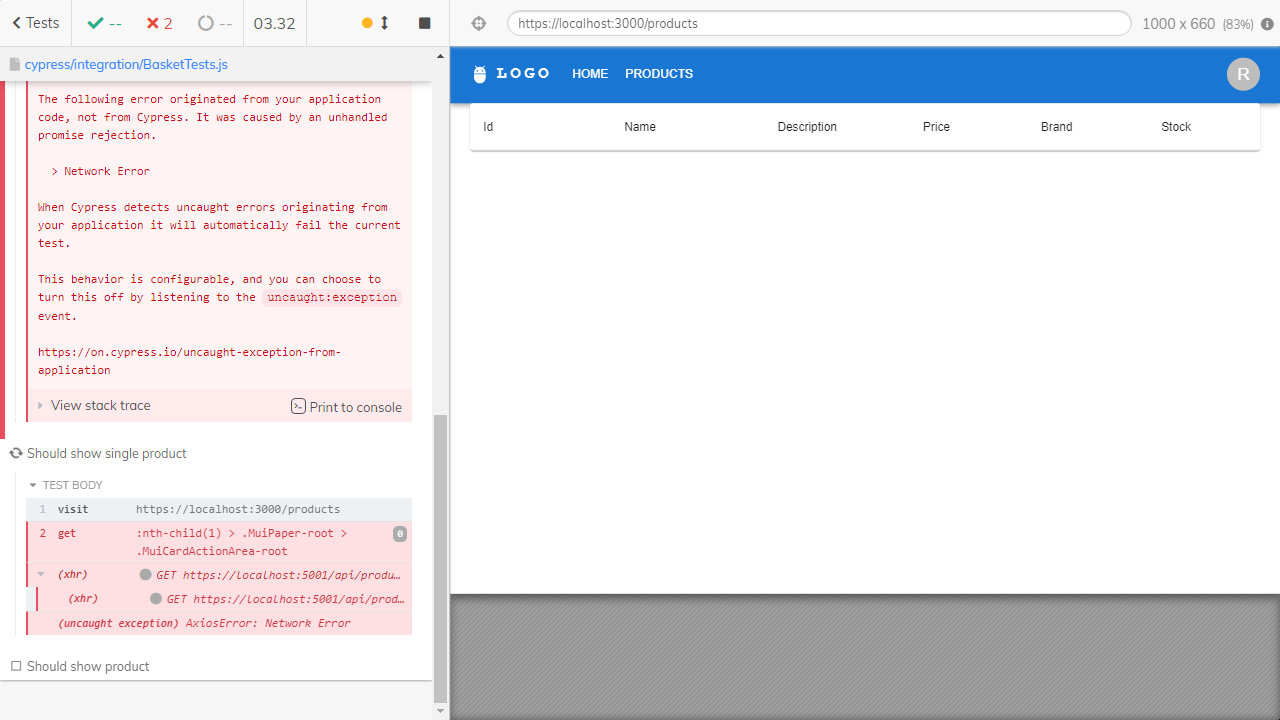 Tests
--
2
--
03.32
https://localhost:3000/products
1000 x 660 (83%)
cypress/integration/BasketTests.js
The following error originated from your application
code, not from Cypress. It was caused by an unhandled
promise rejection.
> Network Error
When Cypress detects uncaught errors originating from
your application it will automatically fail the current
test.
This behavior is configurable, and you can choose to
turn this off by listening to the uncaught:exception
event.
https://on.cypress.io/uncaught-exception-from-
application
View stack trace
Print to console
Should show single product
TEST BODY
1 visit https://localhost:3000/products
2 get :nth-child(1) > .MuiPaper-root > 0
.MuiCardActionArea-root
(xhr) GET https://localhost:5001/api/produ...
(xhr) GET https://localhost:5001/api/prod...
(uncaught exception) AxiosError: Network Error
Should show product
LOGO HOME PRODUCTS R
Id Name Description Price Brand Stock